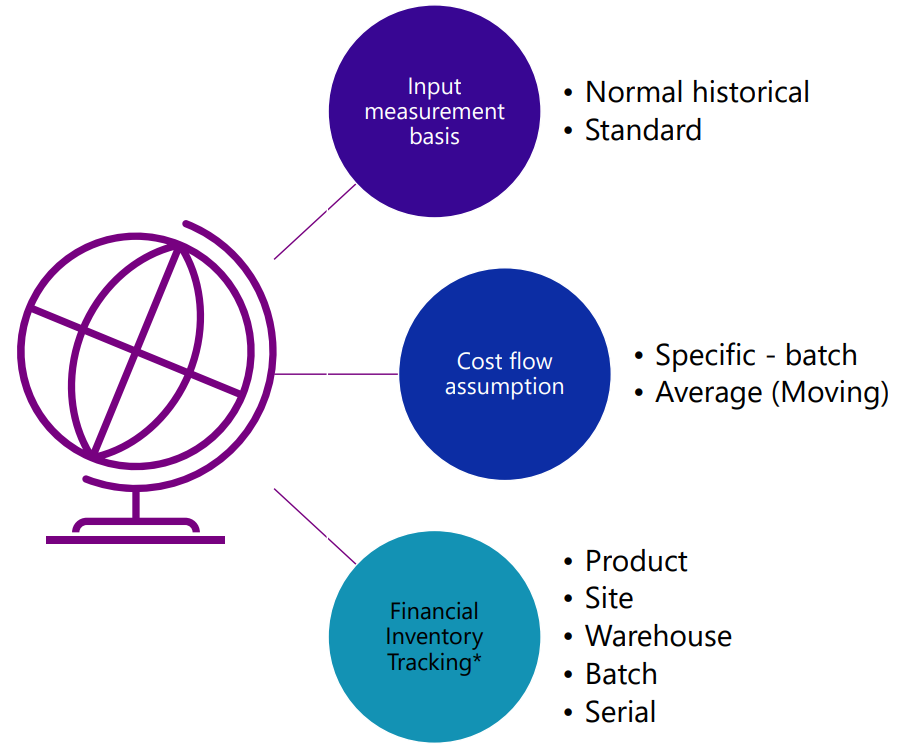 Input
measurement
basis
• Normal historical
• Standard
Cost flow
assumption
• Specific - batch
• Average (Moving)
Financial
Inventory
Tracking*
• Product
• Site
• Warehouse
• Batch
• Serial